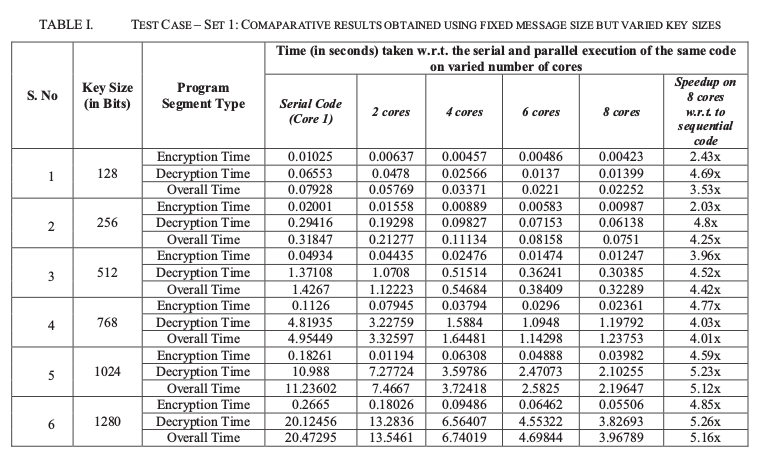 TABLE I. TEST CASE – SET 1: COMAPARATIVE RESULTS OBTAINED USING FIXED MESSAGE SIZE BUT VARIED KEY SIZES
S. No Key Size (in Bits) Program Segment Type Time (in seconds) taken w.r.t. the serial and parallel execution of the same code on varied number of cores
Serial Code (Core 1) 2 cores 4 cores 6 cores 8 cores Speedup on 8 cores w.r.t. to sequential code
1 128 Encryption Time 0.01025 0.00637 0.00457 0.00486 0.00423 2.43x
Decryption Time 0.06553 0.0478 0.02566 0.0137 0.01399 4.69x
Overall Time 0.07928 0.05769 0.03371 0.0221 0.02252 3.53x
2 256 Encryption Time 0.02001 0.01558 0.00889 0.00583 0.00987 2.03x
Decryption Time 0.29416 0.19298 0.09827 0.07153 0.06138 4.8x
Overall Time 0.31847 0.21277 0.11134 0.08158 0.0751 4.25x
3 512 Encryption Time 0.04934 0.04435 0.02476 0.01474 0.01247 3.96x
Decryption Time 1.37108 1.0708 0.51514 0.36241 0.30385 4.52x
Overall Time 1.4267 1.12223 0.54684 0.38409 0.32289 4.42x
4 768 Encryption Time 0.1126 0.07945 0.03794 0.0296 0.02361 4.77x
Decryption Time 4.81935 3.22759 1.5884 1.0948 1.19792 4.03x
Overall Time 4.95449 3.32597 1.64481 1.14298 1.23753 4.01x
5 1024 Encryption Time 0.18261 0.01194 0.06308 0.04888 0.03982 4.59x
Decryption Time 10.988 7.27724 3.59786 2.47073 2.10255 5.23x
Overall Time 11.23602 7.4667 3.72418 2.5825 2.19647 5.12x
6 1280 Encryption Time 0.2665 0.18026 0.09486 0.06462 0.05506 4.85x
Decryption Time 20.12456 13.2836 6.56407 4.55322 3.82693 5.26x
Overall Time 20.47295 13.5461 6.74019 4.69844 3.96789 5.16x